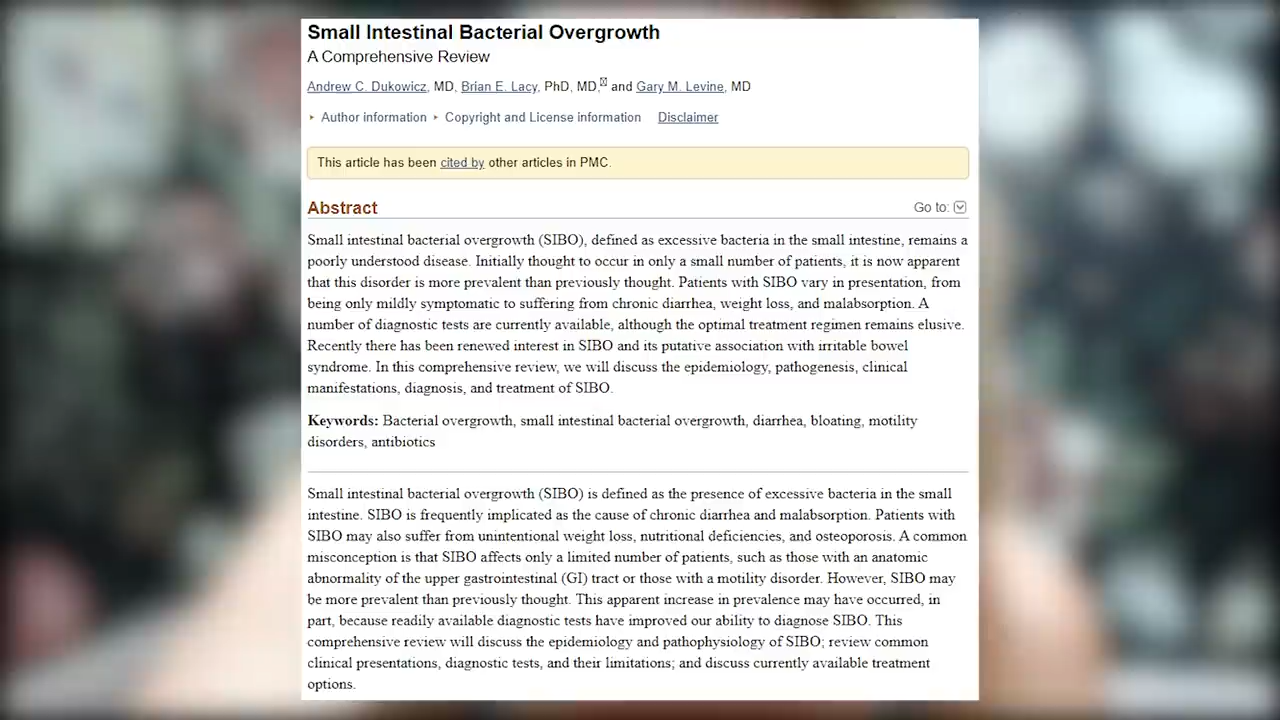 Small Intestinal Bacterial Overgrowth
A Comprehensive Review
Andrew C. Dukowicz, MD, Brian E. Lacy, PhD, MD, and Gary M. Levine, MD
▸ Author information ▸ Copyright and License information Disclaimer
This article has been cited by other articles in PMC.
Abstract Go to:
Small intestinal bacterial overgrowth (SIBO), defined as excessive bacteria in the small intestine, remains a
poorly understood disease. Initially thought to occur in only a small number of patients, it is now apparent
that this disorder is more prevalent than previously thought. Patients with SIBO vary in presentation, from
being only mildly symptomatic to suffering from chronic diarrhea, weight loss, and malabsorption. A
number of diagnostic tests are currently available, although the optimal treatment regimen remains elusive.
Recently there has been renewed interest in SIBO and its putative association with irritable bowel
syndrome. In this comprehensive review, we will discuss the epidemiology, pathogenesis, clinical
manifestations, diagnosis, and treatment of SIBO.
Keywords: Bacterial overgrowth, small intestinal bacterial overgrowth, diarrhea, bloating, motility
disorders, antibiotics
Small intestinal bacterial overgrowth (SIBO) is defined as the presence of excessive bacteria in the small
intestine. SIBO is frequently implicated as the cause of chronic diarrhea and malabsorption. Patients with
SIBO may also suffer from unintentional weight loss, nutritional deficiencies, and osteoporosis. A common
misconception is that SIBO affects only a limited number of patients, such as those with an anatomic
abnormality of the upper gastrointestinal (GI) tract or those with a motility disorder. However, SIBO may
be more prevalent than previously thought. This apparent increase in prevalence may have occurred, in
part, because readily available diagnostic tests have improved our ability to diagnose SIBO. This
comprehensive review will discuss the epidemiology and pathophysiology of SIBO; review common
clinical presentations, diagnostic tests, and their limitations; and discuss currently available treatment
options.